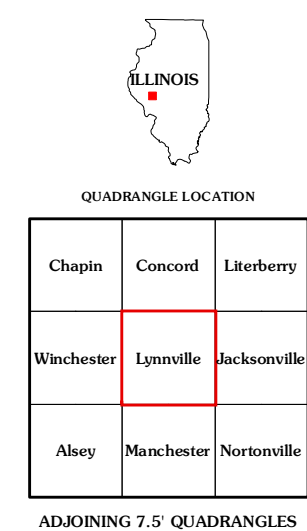 ILLINOIS
QUADRANGLE LOCATION
Chapin Concord Literberry
Winchester Lynnville Jacksonville
Alsey Manchester Nortonville
ADJOINING 7.5' QUADRANGLES